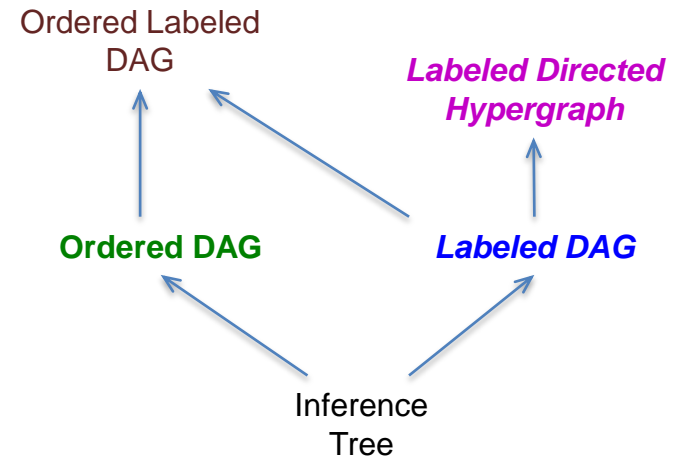 Ordered Labeled
DAG
Labeled Directed
Hypergraph
Ordered DAG
Labeled DAG
Inference
Tree